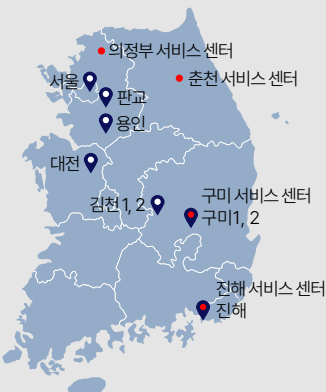 의정부 서비스 센터
춘천 서비스 센터
서울
판교
용인
대전
김천 1, 2
구미 서비스 센터
구미1, 2
진해 서비스 센터
진해